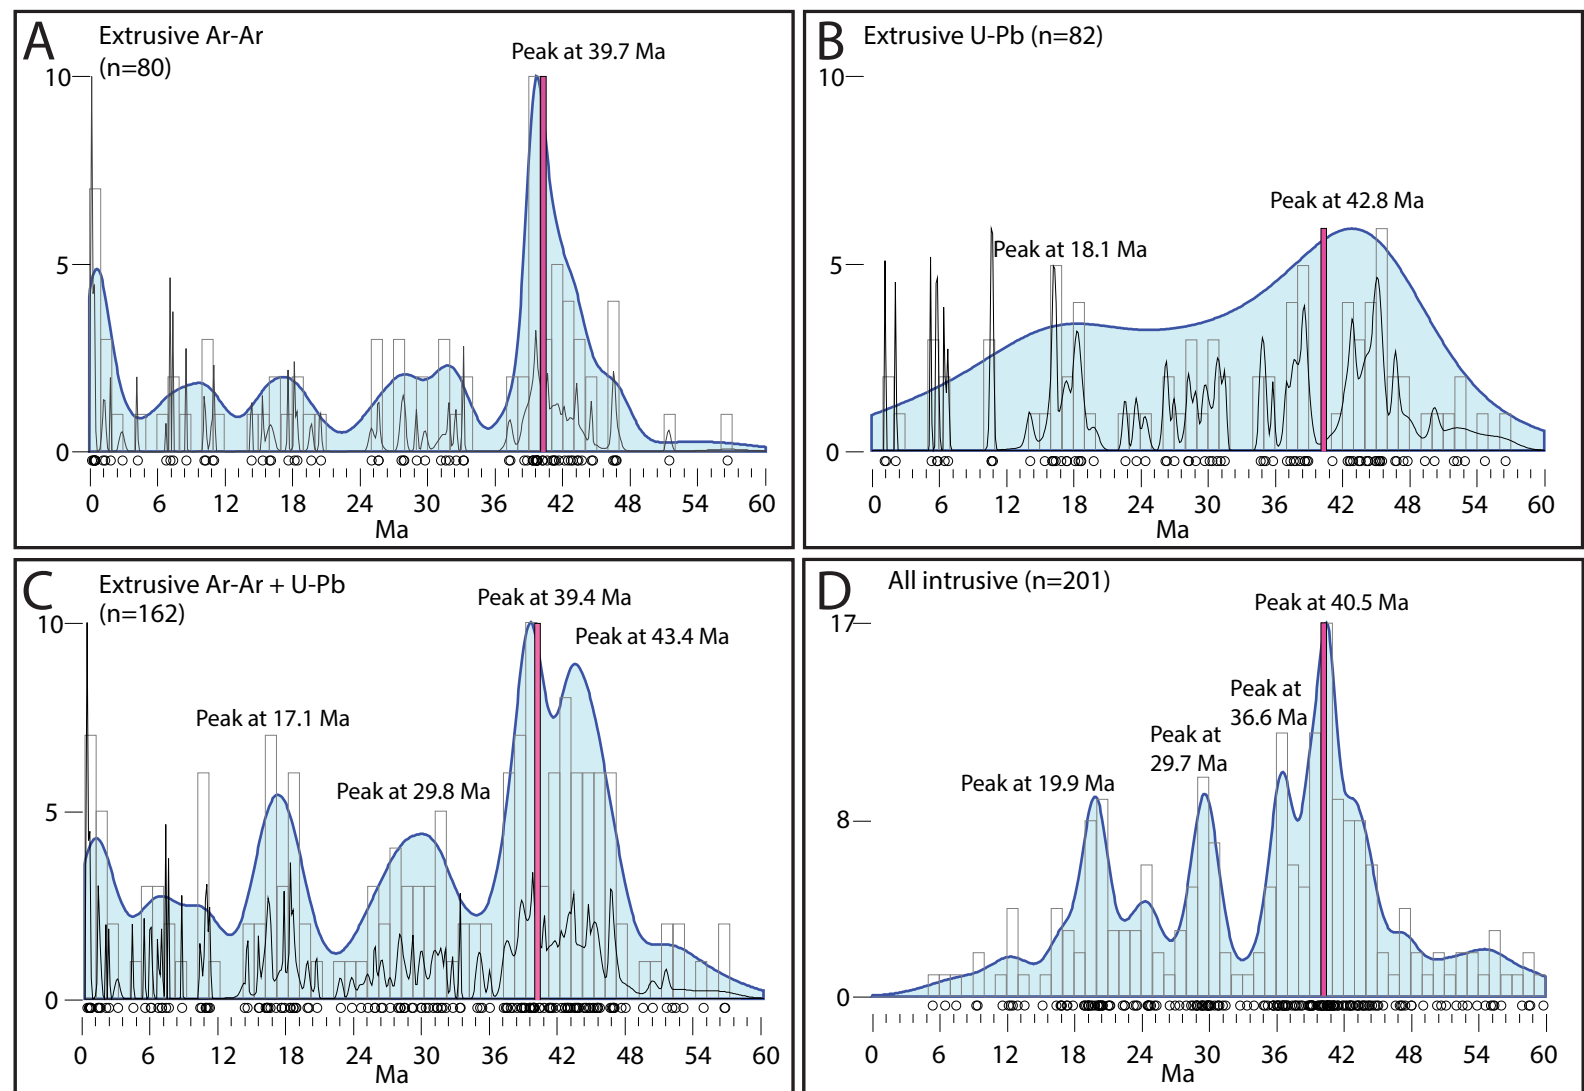 A
Extrusive Ar-Ar
(n=80)
Peak at 39.7 Ma
10
5
0
0 6 12 18 24 30 36 42 48 54 60
Ma
B
Extrusive U-Pb (n=82)
Peak at 42.8 Ma
Peak at 18.1 Ma
10
5
0
0 6 12 18 24 30 36 42 48 54 60
Ma
C
Extrusive Ar-Ar + U-Pb
(n=162)
Peak at 39.4 Ma
Peak at 43.4 Ma
Peak at 17.1 Ma
Peak at 29.8 Ma
10
5
0
0 6 12 18 24 30 36 42 48 54 60
Ma
D
All intrusive (n=201)
Peak at 40.5 Ma
Peak at
36.6 Ma
Peak at
29.7 Ma
Peak at 19.9 Ma
17
8
0
0 6 12 18 24 30 36 42 48 54 60
Ma